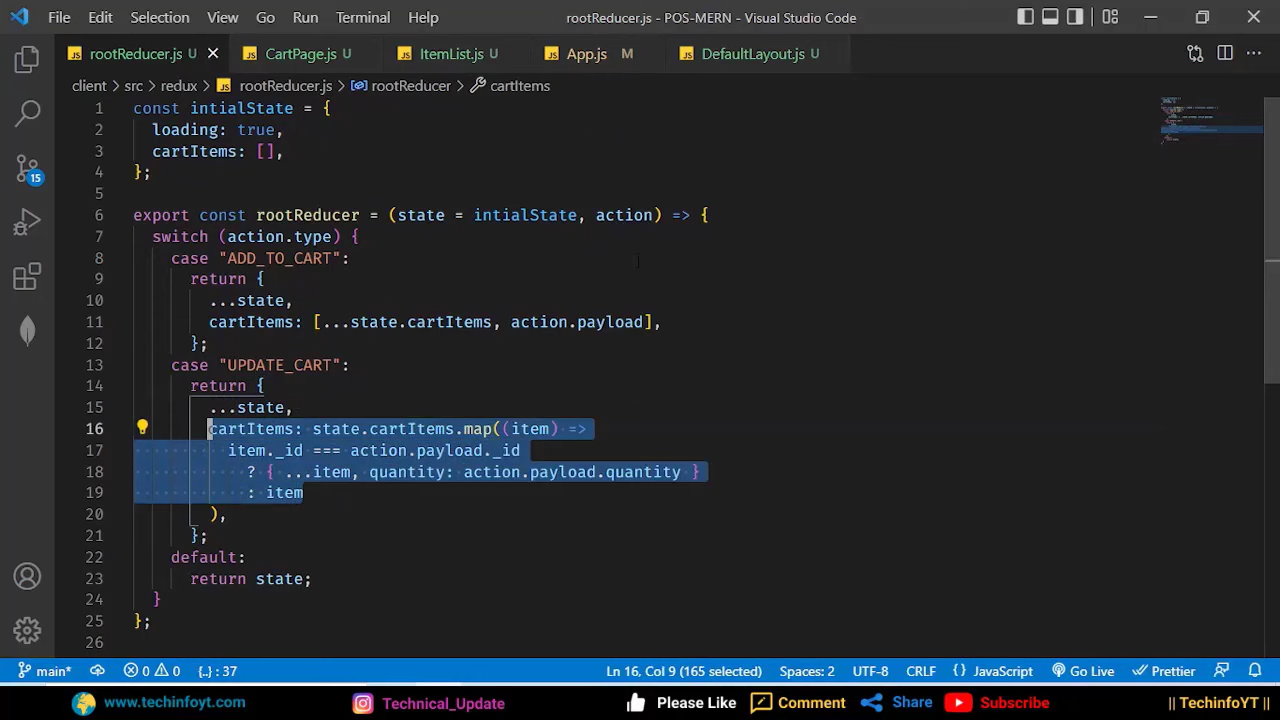 File Edit Selection View Go Run Terminal Help rootReducer.js - POS-MERN - Visual Studio Code
JS rootReducer.js U JS CartPage.js U JS ItemList.js U JS App.js M JS DefaultLayout.js U
client > src > redux > JS rootReducer.js > rootReducer > cartItems
1 const intialState = {
2 loading: true,
3 cartItems: [],
4 };
5
6 export const rootReducer = (state = intialState, action) => {
7 switch (action.type) {
8 case "ADD_TO_CART":
9 return {
10 ...state,
11 cartItems: [...state.cartItems, action.payload],
12 };
13 case "UPDATE_CART":
14 return {
15 ...state,
16 cartItems: state.cartItems.map((item) =>
17 item._id === action.payload._id
18 ? { ...item, quantity: action.payload.quantity }
19 : item
20 ),
21 };
22 default:
23 return state;
24 }
25 };
26
15
main* 0 0 {..} : 37 Ln 16, Col 9 (165 selected) Spaces: 2 UTF-8 CRLF {} JavaScript Go Live Prettier
www.techinfoyt.com Technical_Update Please Like Comment Share Subscribe || TechinfoYT ||